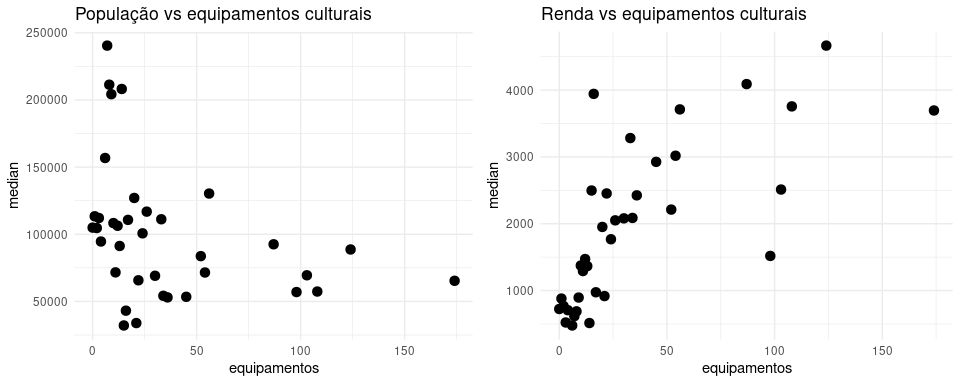 População vs equipamentos culturais
median
250000
200000
150000
100000
50000
0
50
100
150
equipamentos
Renda vs equipamentos culturais
median
4000
3000
2000
1000
0
50
100
150
equipamentos